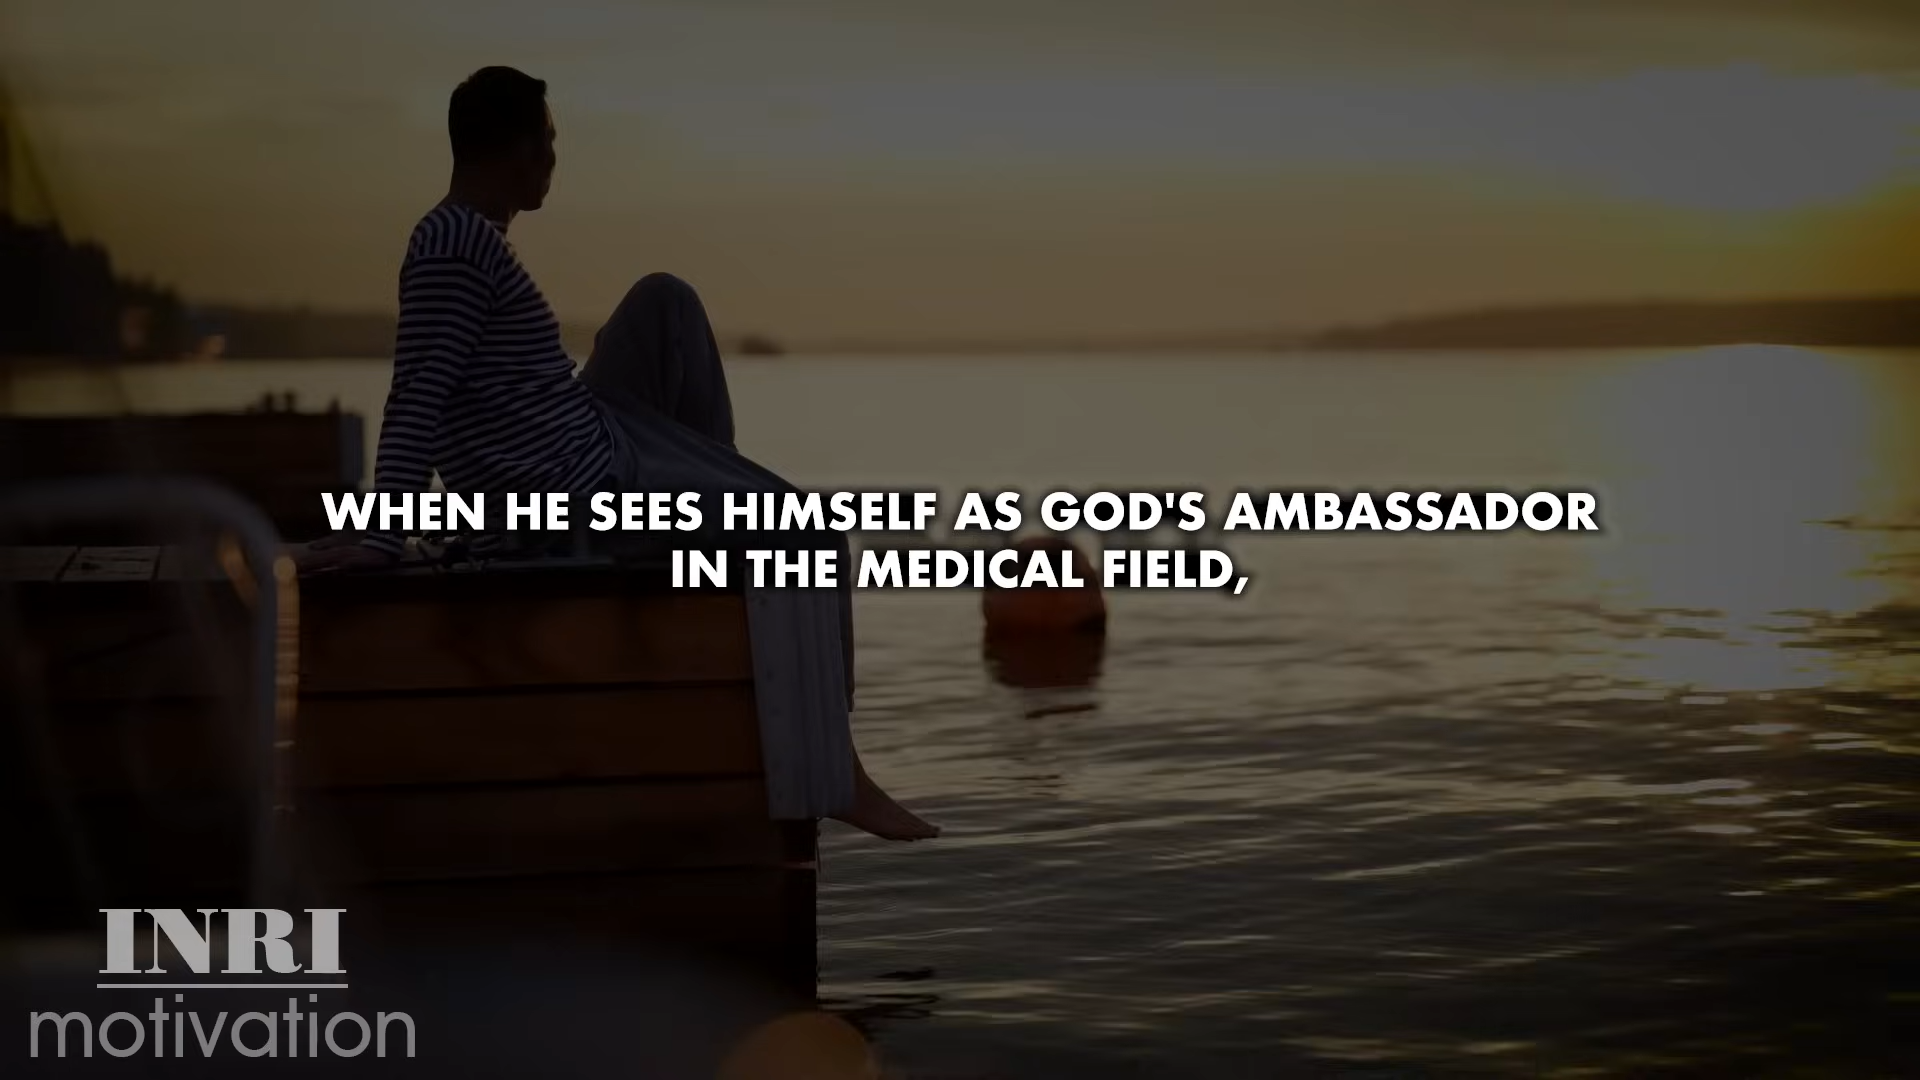 WHEN HE SEES HIMSELF AS GOD'S AMBASSADOR
IN THE MEDICAL FIELD,
INRI
motivation